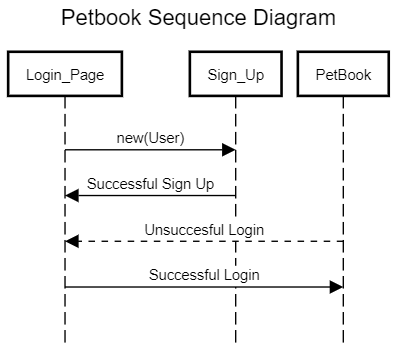 Petbook Sequence Diagram
Login_Page
Sign_Up
PetBook
new(User)
Successful Sign Up
Unsuccesful Login
Successful Login